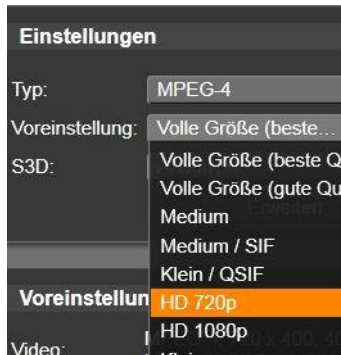 Einstellungen
Typ: MPEG-4
Voreinstellung: Volle Größe (beste...
S3D:
Volle Größe (beste Q
Volle Größe (gute Qu
Erweitert
Medium
Medium / SIF
Klein / QSIF
Voreinstellun
HD 720p
HD 1080p
Video: